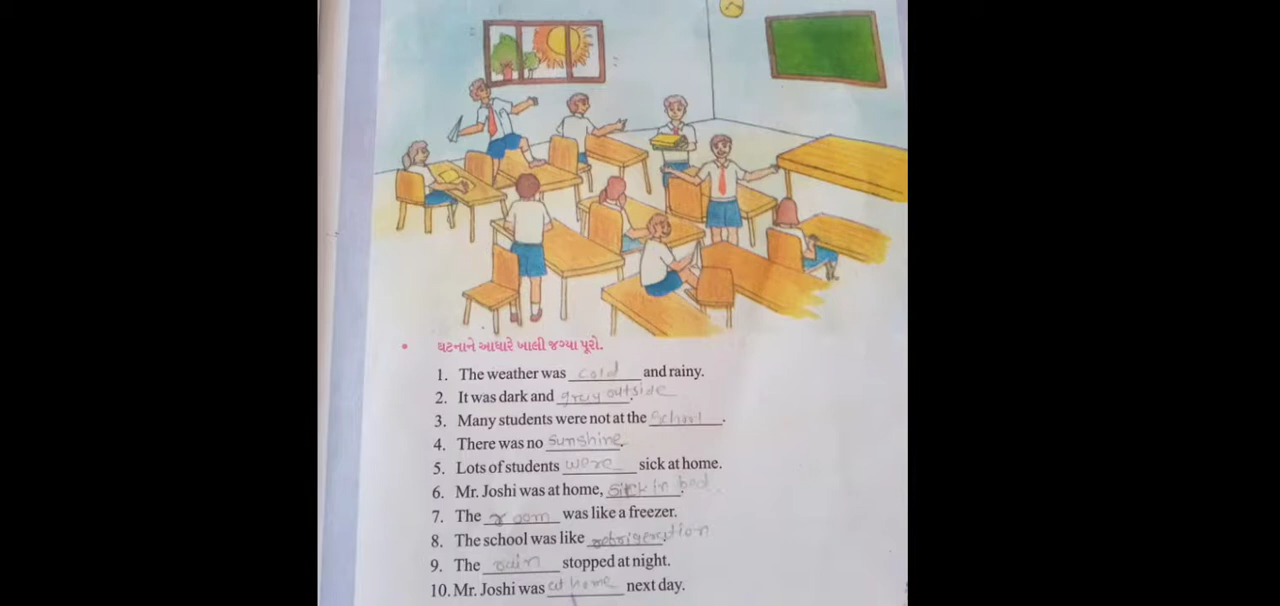 • ઘટનાને આધારે ખાલી જગ્યા પૂરો.
1. The weather was cold and rainy.
2. It was dark and gray outside.
3. Many students were not at the school.
4. There was no sunshine.
5. Lots of students were sick at home.
6. Mr. Joshi was at home, sick in bed.
7. The room was like a freezer.
8. The school was like .
9. The rain stopped at night.
10. Mr. Joshi was at home next day.